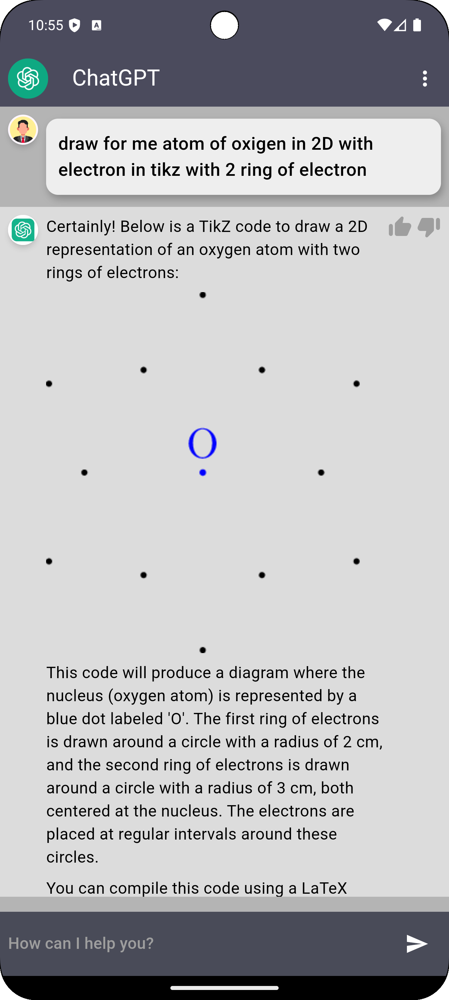 10:55
ChatGPT
draw for me atom of oxigen in 2D with
electron in tikz with 2 ring of electron
Certainly! Below is a TikZ code to draw a 2D
representation of an oxygen atom with two
rings of electrons:
O
This code will produce a diagram where the
nucleus (oxygen atom) is represented by a
blue dot labeled 'O'. The first ring of electrons
is drawn around a circle with a radius of 2 cm,
and the second ring of electrons is drawn
around a circle with a radius of 3 cm, both
centered at the nucleus. The electrons are
placed at regular intervals around these
circles.
You can compile this code using a LaTeX
How can I help you?